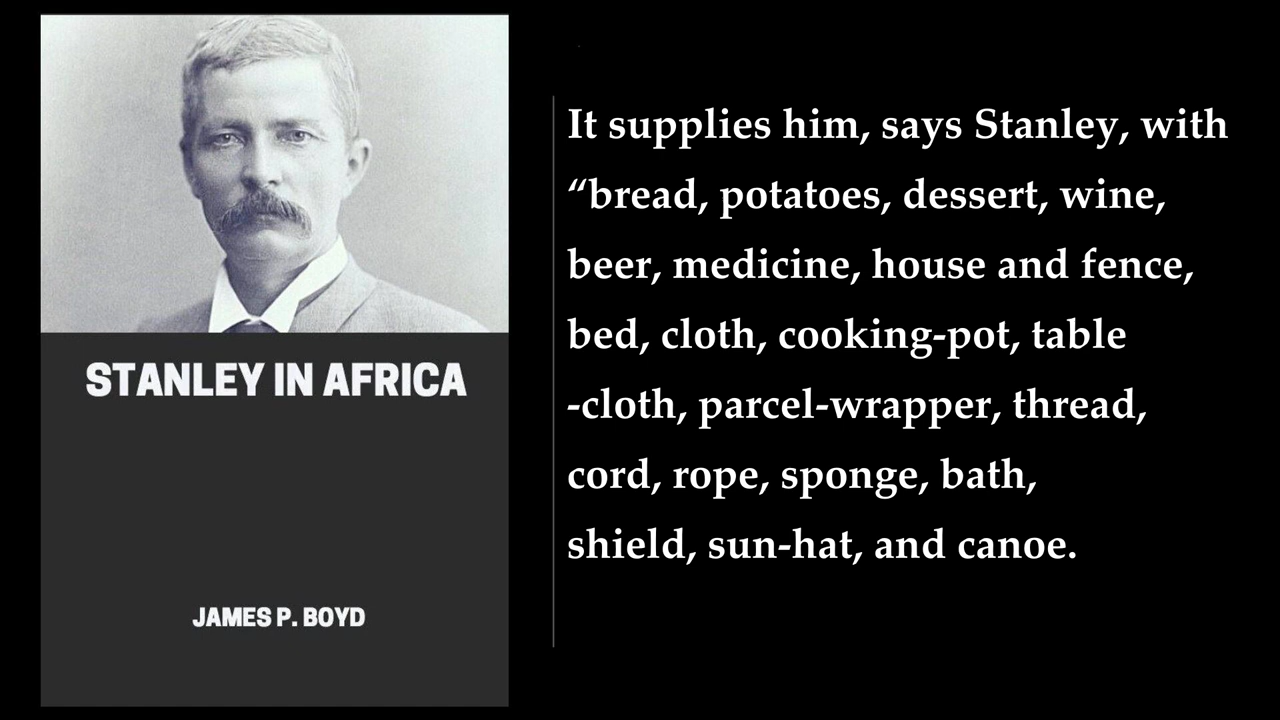 STANLEY IN AFRICA
JAMES P. BOYD
It supplies him, says Stanley, with
“bread, potatoes, dessert, wine,
beer, medicine, house and fence,
bed, cloth, cooking-pot, table
-cloth, parcel-wrapper, thread,
cord, rope, sponge, bath,
shield, sun-hat, and canoe.